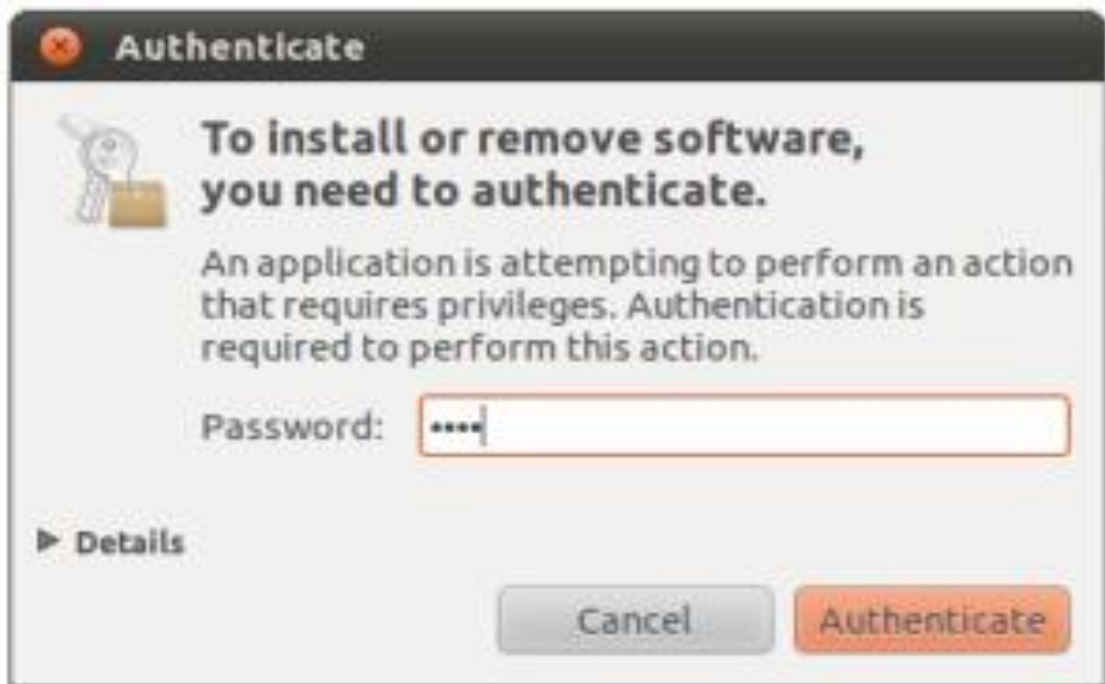 Authenticate
To install or remove software,
you need to authenticate.
An application is attempting to perform an action
that requires privileges. Authentication is
required to perform this action.
Password: ••••
Details
Cancel Authenticate